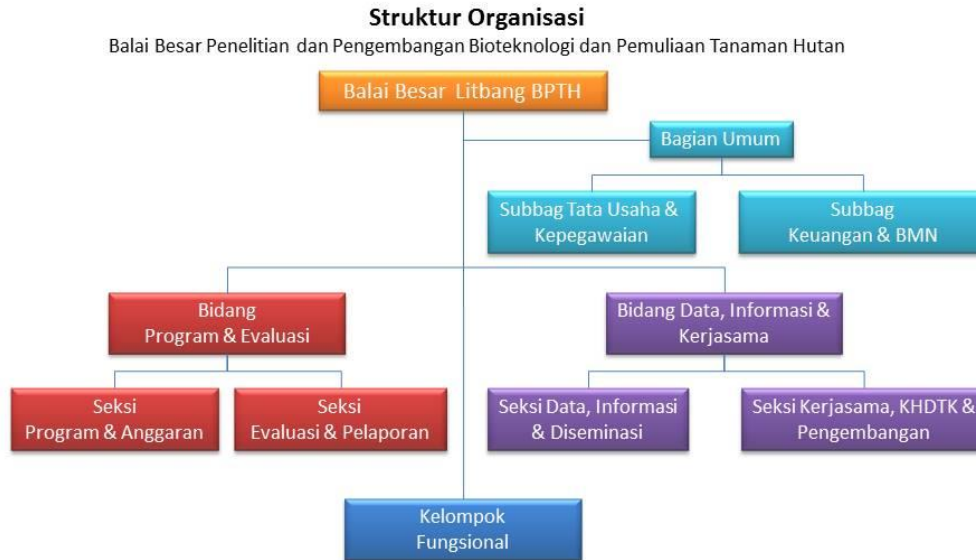 Struktur Organisasi
Balai Besar Penelitian dan Pengembangan Bioteknologi dan Pemuliaan Tanaman Hutan
Balai Besar Litbang BPTH
Bagian Umum
Subbag Tata Usaha &
Kepegawaian
Subbag
Keuangan & BMN
Bidang
Program & Evaluasi
Bidang Data, Informasi &
Kerjasama
Seksi
Program & Anggaran
Seksi
Evaluasi & Pelaporan
Seksi Data, Informasi
& Diseminasi
Seksi Kerjasama, KHDTK &
Pengembangan
Kelompok
Fungsional